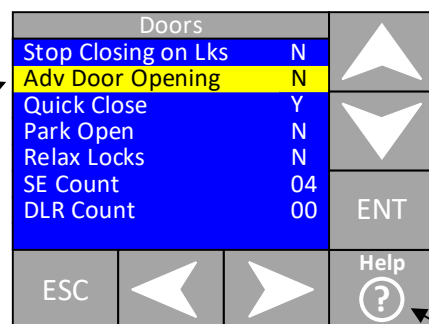 Doors
Stop Closing on Lks N
Adv Door Opening N
Quick Close Y
Park Open N
Relax Locks N
SE Count 04
DLR Count 00
ENT
Help
ESC
?